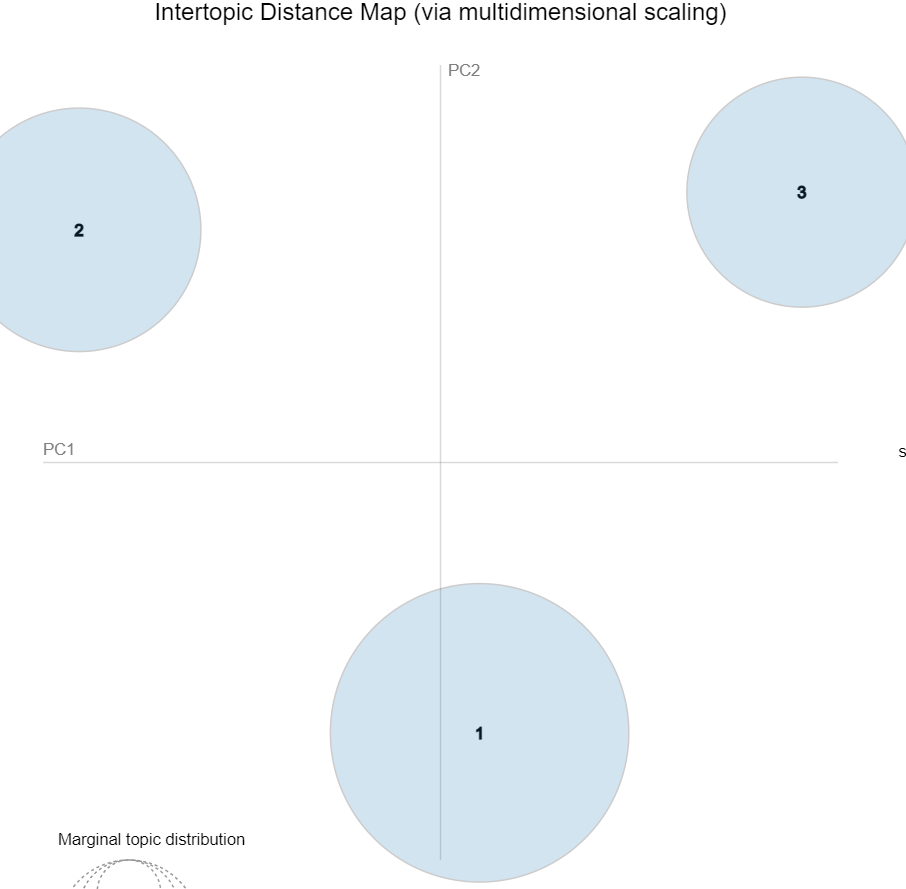 Intertopic Distance Map (via multidimensional scaling)
PC2
3
2
PC1
s
1
Marginal topic distribution